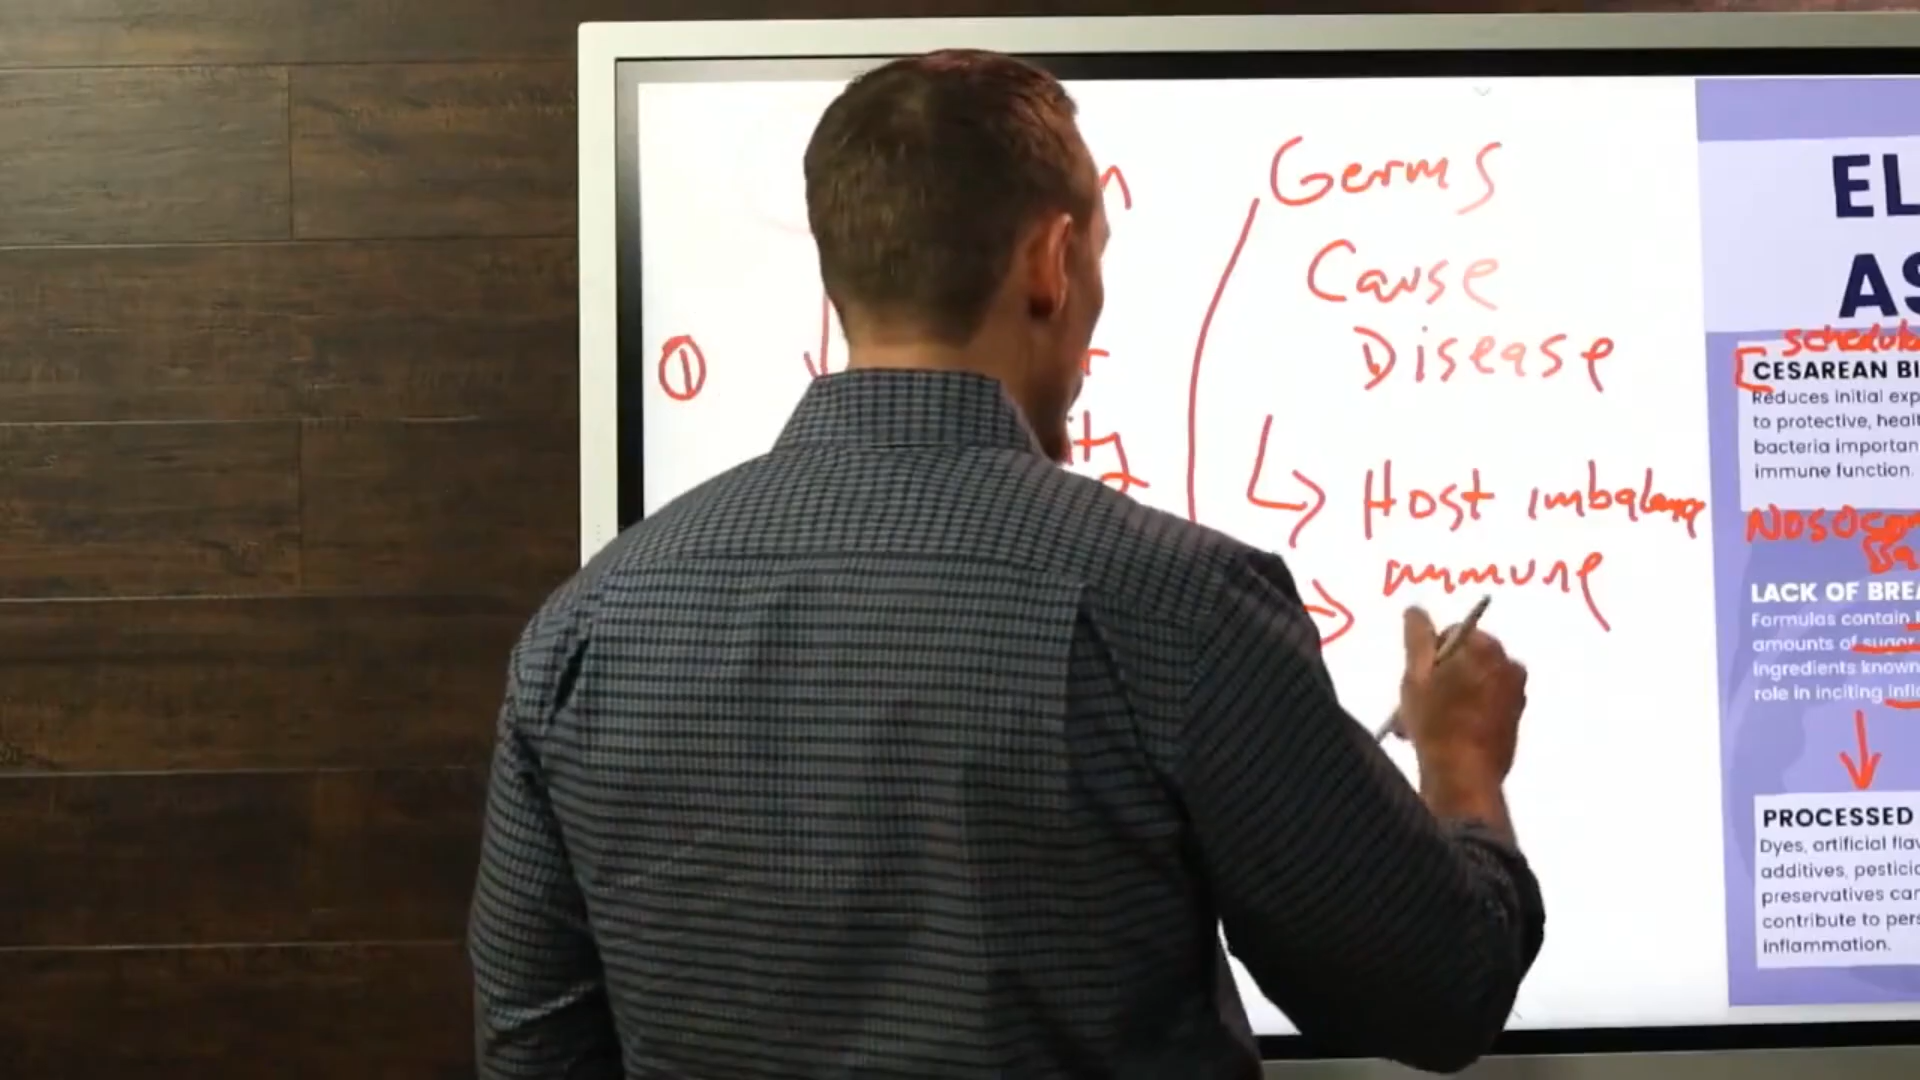 Germs
Cause
Disease
①
Host imbalance
immune
EL
AS
CESAREAN BI
Reduces initial exp
to protective, healt
bacteria importan
immune function.
LACK OF BREA
Formulas contain
amounts of sugar
ingredients known
role in inciting infl
PROCESSED
Dyes, artificial flav
additives, pesticid
preservatives can
contribute to pers
inflammation.